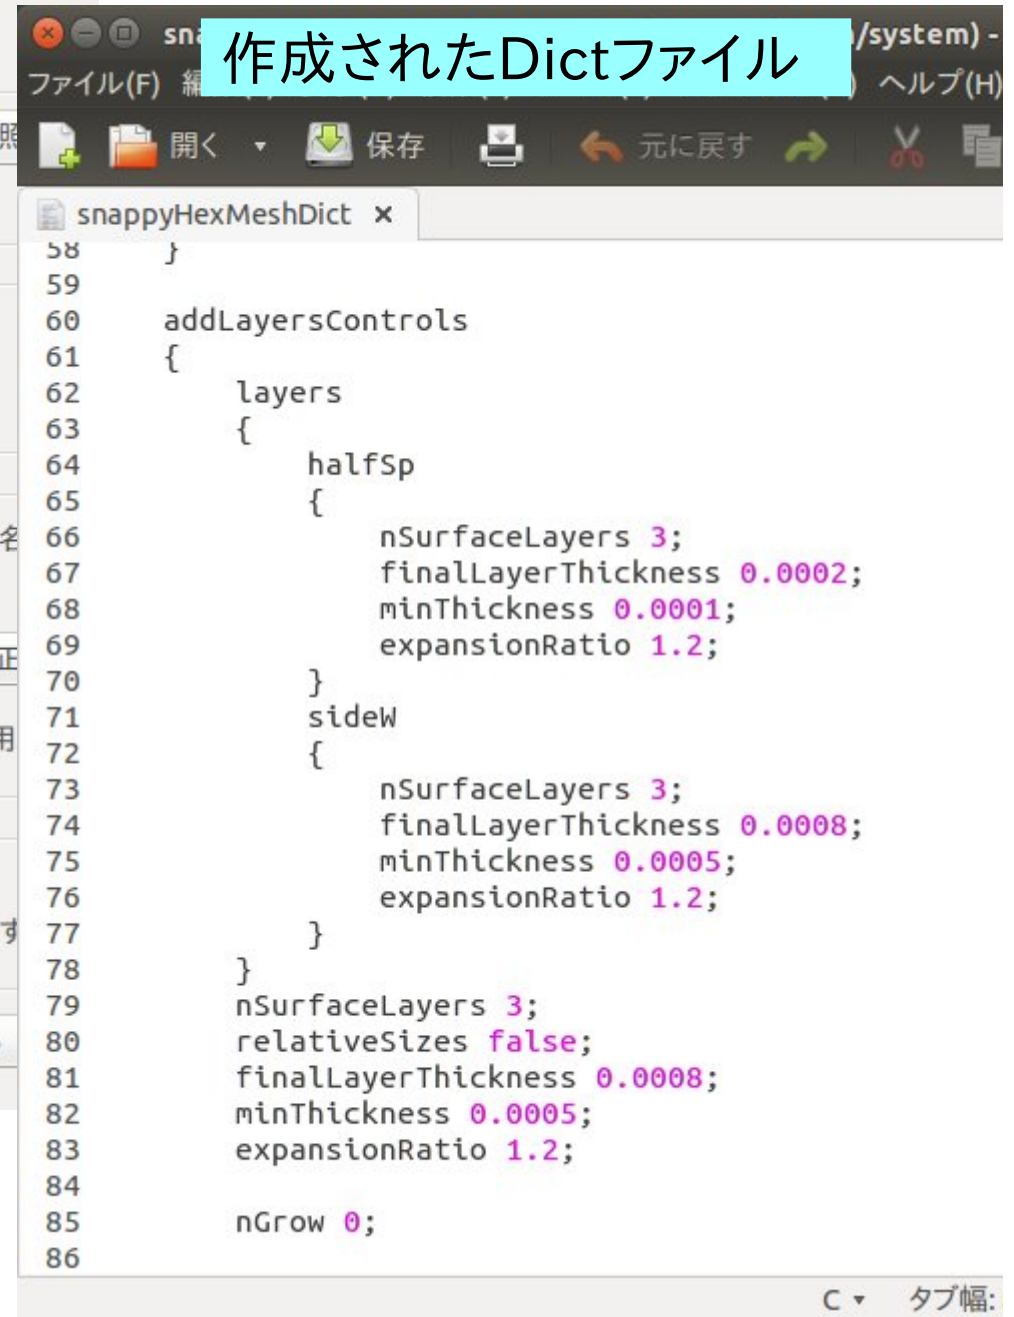 作成されたDictファイル
/system) -
ファイル(F)
ヘルプ(H)
開く 保存 元に戻す
snappyHexMeshDict ×
58 }
59
60 addLayersControls
61 {
62 layers
63 {
64 halfSp
65 {
66 nSurfaceLayers 3;
67 finalLayerThickness 0.0002;
68 minThickness 0.0001;
69 expansionRatio 1.2;
70 }
71 sideW
72 {
73 nSurfaceLayers 3;
74 finalLayerThickness 0.0008;
75 minThickness 0.0005;
76 expansionRatio 1.2;
77 }
78 }
79 nSurfaceLayers 3;
80 relativeSizes false;
81 finalLayerThickness 0.0008;
82 minThickness 0.0005;
83 expansionRatio 1.2;
84
85 nGrow 0;
86
C タブ幅: